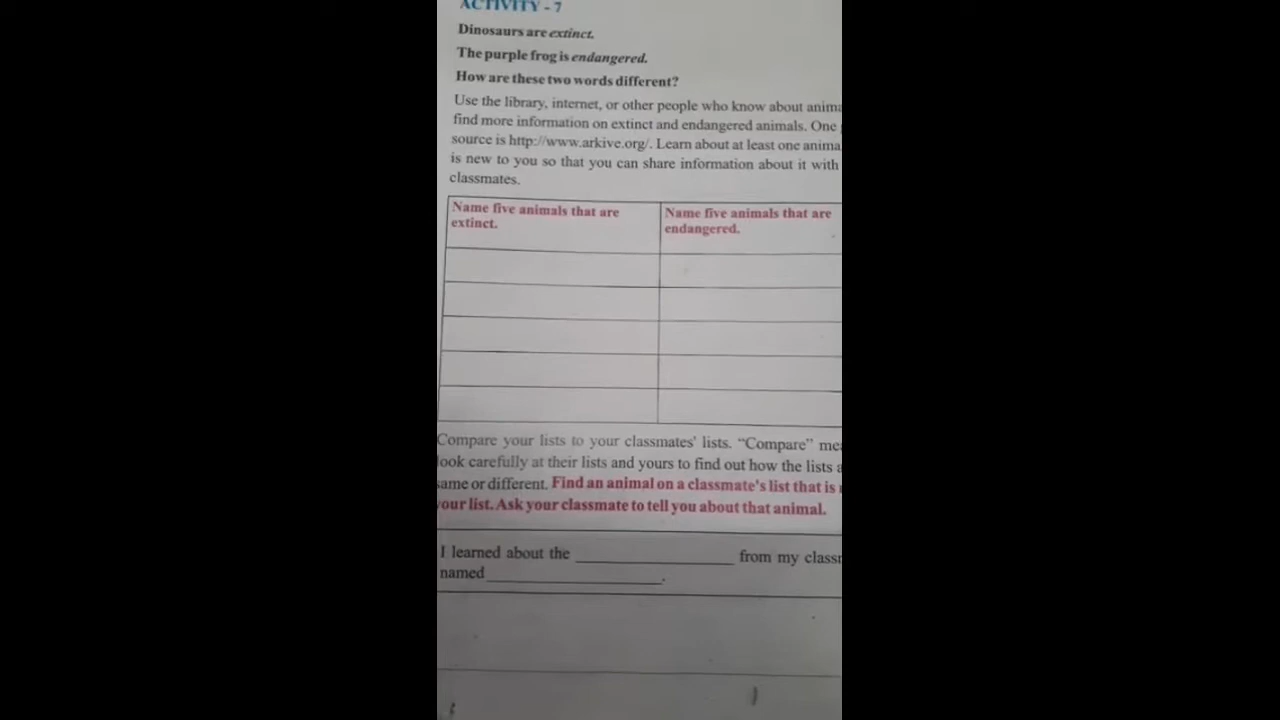 ACTIVITY - 7
Dinosaurs are extinct.
The purple frog is endangered.
How are these two words different?
Use the library, internet, or other people who know about anima
find more information on extinct and endangered animals. One
source is http://www.arkive.org/. Learn about at least one anima
is new to you so that you can share information about it with
classmates.
Name five animals that are
extinct.
Name five animals that are
endangered.
Compare your lists to your classmates' lists. “Compare” me
look carefully at their lists and yours to find out how the lists a
ame or different. Find an animal on a classmate's list that is
our list. Ask your classmate to tell you about that animal.
I learned about the ____________________ from my class
named ______________________.